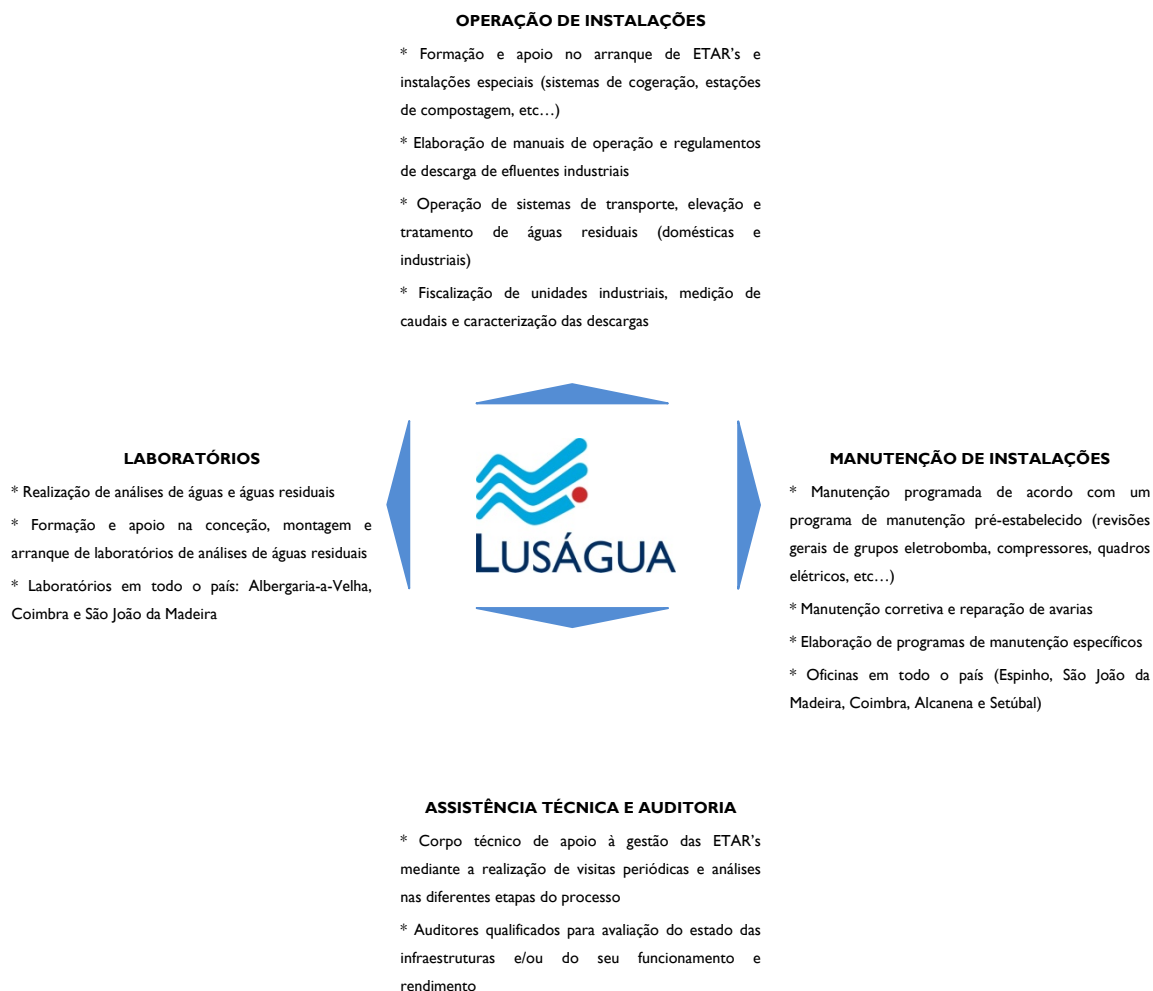 OPERAÇÃO DE INSTALAÇÕES
* Formação e apoio no arranque de ETAR's e
instalações especiais (sistemas de cogeração, estações
de compostagem, etc…)
* Elaboração de manuais de operação e regulamentos
de descarga de efluentes industriais
* Operação de sistemas de transporte, elevação e
tratamento de águas residuais (domésticas e
industriais)
* Fiscalização de unidades industriais, medição de
caudais e caracterização das descargas
LABORATÓRIOS
* Realização de análises de águas e águas residuais
* Formação e apoio na conceção, montagem e
arranque de laboratórios de análises de águas residuais
* Laboratórios em todo o país: Albergaria-a-Velha,
Coimbra e São João da Madeira
LUSÁGUA
MANUTENÇÃO DE INSTALAÇÕES
* Manutenção programada de acordo com um
programa de manutenção pré-estabelecido (revisões
gerais de grupos eletrobomba, compressores, quadros
elétricos, etc…)
* Manutenção corretiva e reparação de avarias
* Elaboração de programas de manutenção específicos
* Oficinas em todo o país (Espinho, São João da
Madeira, Coimbra, Alcanena e Setúbal)
ASSISTÊNCIA TÉCNICA E AUDITORIA
* Corpo técnico de apoio à gestão das ETAR's
mediante a realização de visitas periódicas e análises
nas diferentes etapas do processo
* Auditores qualificados para avaliação do estado das
infraestruturas e/ou do seu funcionamento e
rendimento